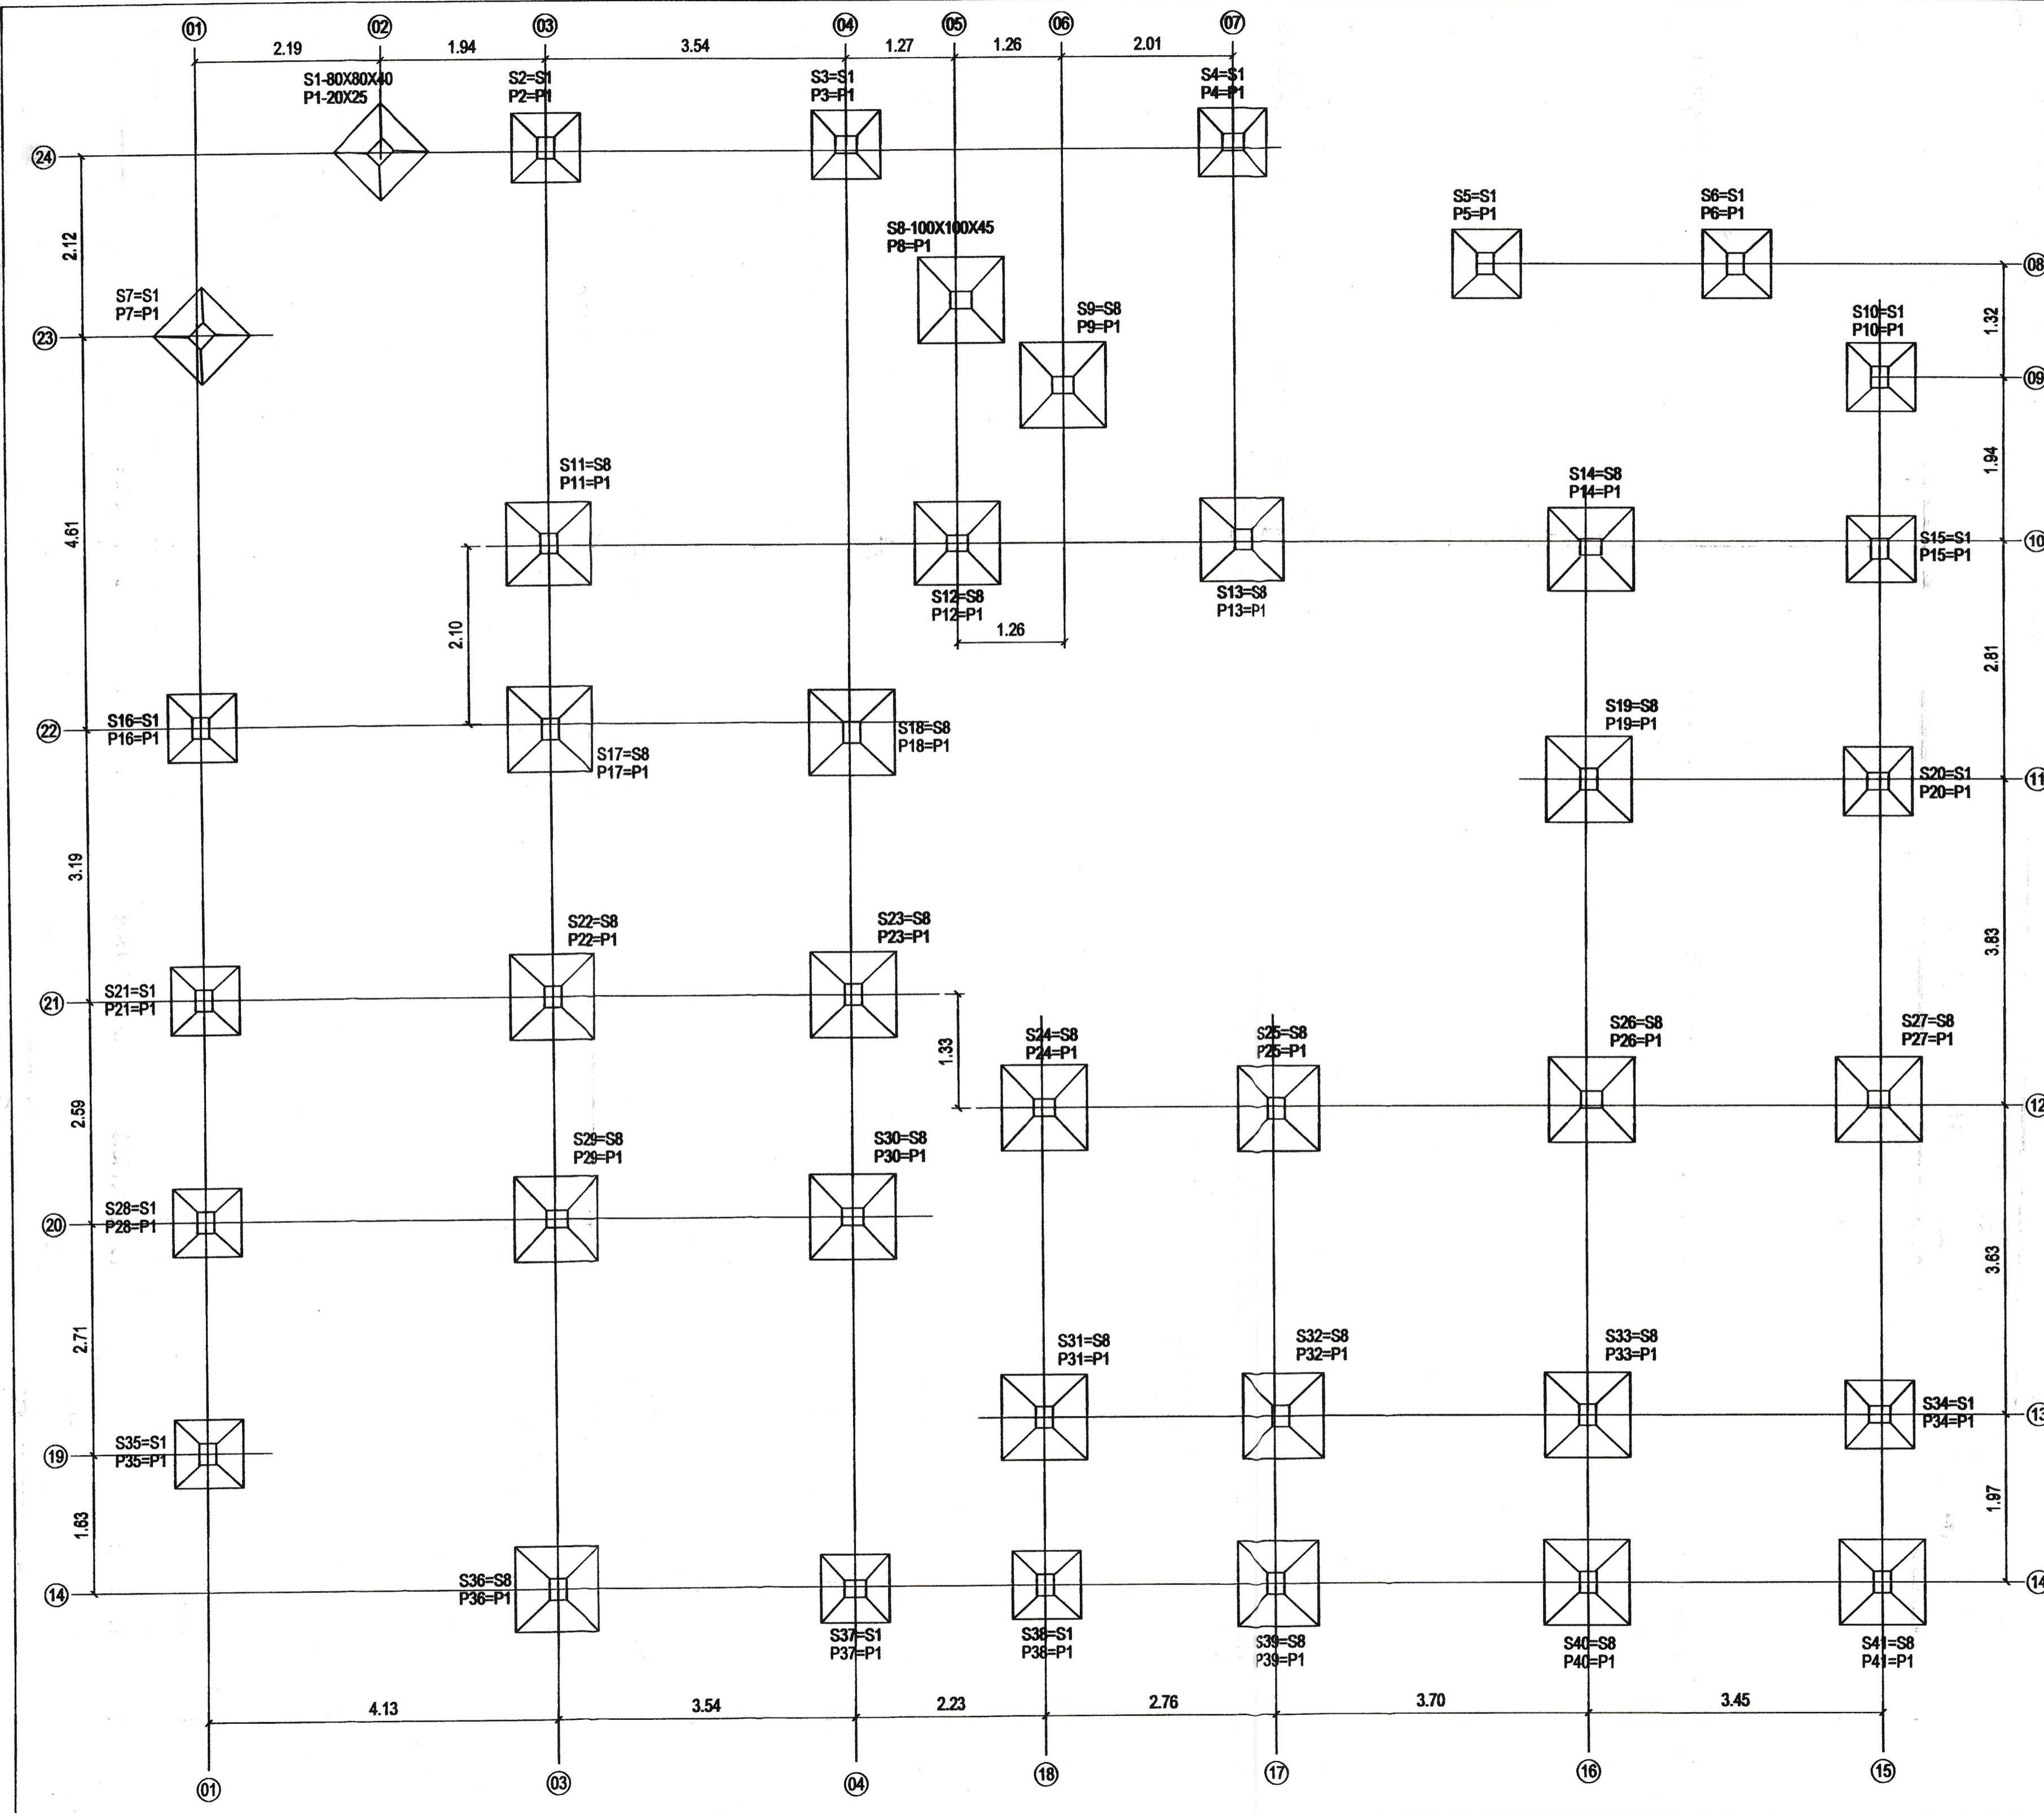 01 02 03 04 05 06 07
2.19 1.94 3.54 1.27 1.26 2.01
S1-80X80X40
P1-20X25
S2=S1
P2=P1
S3=S1
P3=P1
S4=S1
P4=P1
24
S5=S1
P5=P1
S6=S1
P6=P1
2.12
S8-100X100X45
P8=P1
08
S7=S1
P7=P1
S9=S8
P9=P1
S10=S1
P10=P1
1.32
23
09
S11=S8
P11=P1
S14=S8
P14=P1
1.94
4.61
S15=S1
P15=P1
10
S12=S8
P12=P1
S13=S8
P13=P1
2.10
1.26
2.81
S16=S1
P16=P1
22
S17=S8
P17=P1
S18=S8
P18=P1
S19=S8
P19=P1
S20=S1
P20=P1
11
3.19
S22=S8
P22=P1
S23=S8
P23=P1
3.83
21
S21=S1
P21=P1
1.33
S24=S8
P24=P1
S25=S8
P25=P1
S26=S8
P26=P1
S27=S8
P27=P1
12
2.59
S29=S8
P29=P1
S30=S8
P30=P1
20
S28=S1
P28=P1
3.63
2.71
S31=S8
P31=P1
S32=S8
P32=P1
S33=S8
P33=P1
S34=S1
P34=P1
13
19
S35=S1
P35=P1
1.63
1.97
14
S36=S8
P36=P1
14
S37=S1
P37=P1
S38=S1
P38=P1
S39=S8
P39=P1
S40=S8
P40=P1
S41=S8
P41=P1
4.13 3.54 2.23 2.76 3.70 3.45
01 03 04 18 17 16 15